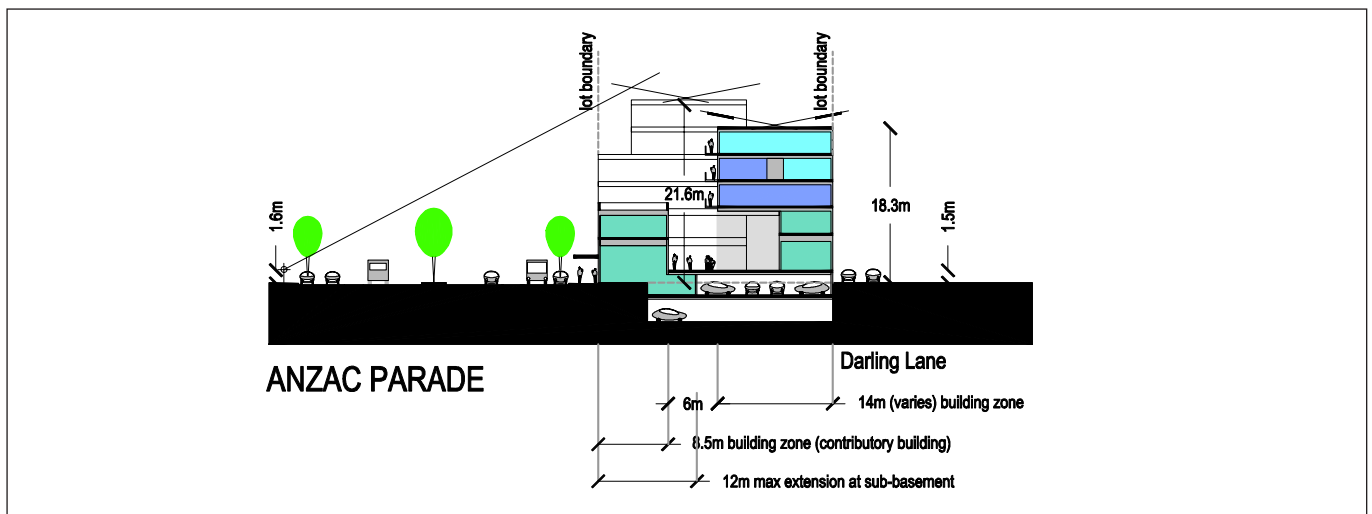 lot boundary
lot boundary
1.6m
21.6m
18.3m
1.5m
ANZAC PARADE
Darling Lane
6m
14m (varies) building zone
8.5m building zone (contributory building)
12m max extension at sub-basement